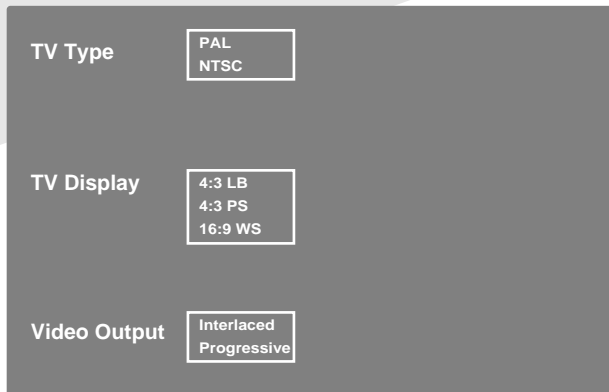 TV Type
PAL
NTSC
TV Display
4:3 LB
4:3 PS
16:9 WS
Video Output
Interlaced
Progressive